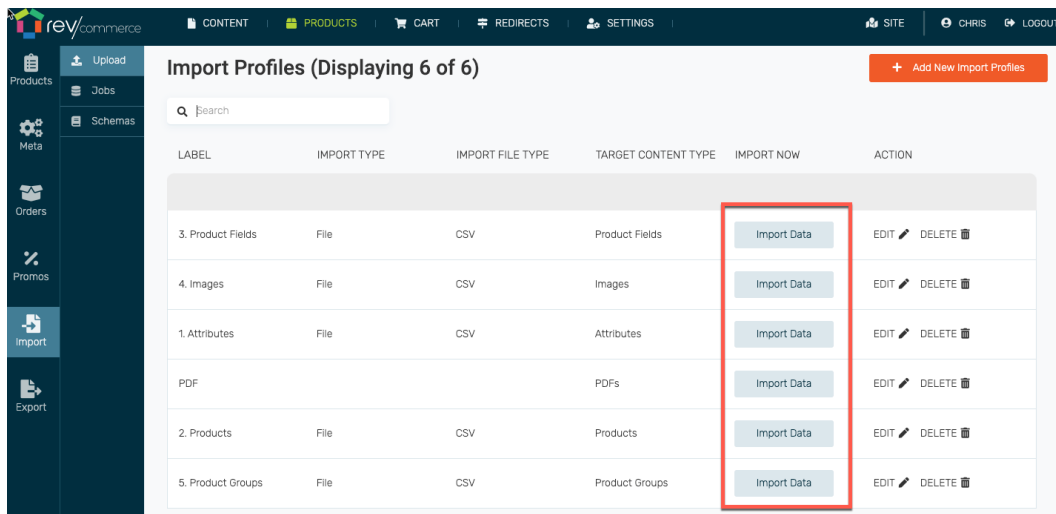 rev/commerce
CONTENT PRODUCTS CART REDIRECTS SETTINGS SITE CHRIS LOGOUT
Products
Meta
Orders
Promos
Import
Export
Upload
Jobs
Schemas
Import Profiles (Displaying 6 of 6)
+ Add New Import Profiles
Search
LABEL IMPORT TYPE IMPORT FILE TYPE TARGET CONTENT TYPE IMPORT NOW ACTION
3. Product Fields File CSV Product Fields Import Data EDIT DELETE
4. Images File CSV Images Import Data EDIT DELETE
1. Attributes File CSV Attributes Import Data EDIT DELETE
PDF PDFs Import Data EDIT DELETE
2. Products File CSV Products Import Data EDIT DELETE
5. Product Groups File CSV Product Groups Import Data EDIT DELETE